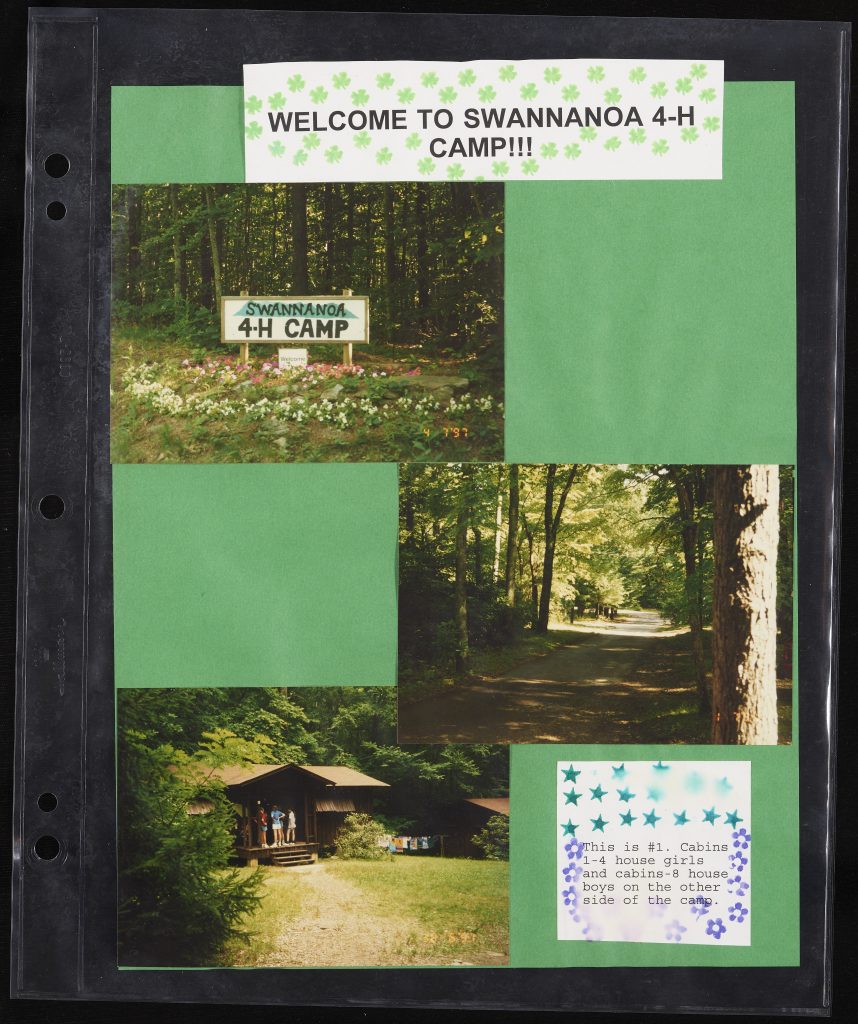 WELCOME TO SWANNANOA 4-H
CAMP!!!
SWANNANOA
4-H CAMP
Welcome
4 7'97
This is #1. Cabins
1-4 house girls
and cabins-8 house
boys on the other
side of the camp.